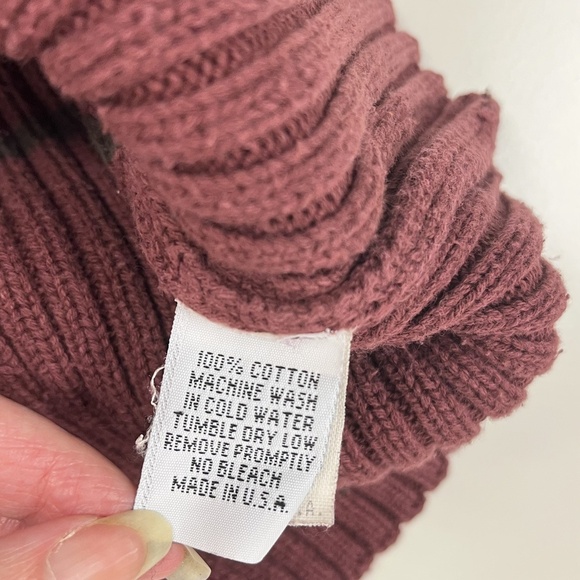 100% COTTON
MACHINE WASH
IN COLD WATER
TUMBLE DRY LOW
REMOVE PROMPTLY
NO BLEACH
MADE IN U.S.A.
.A.